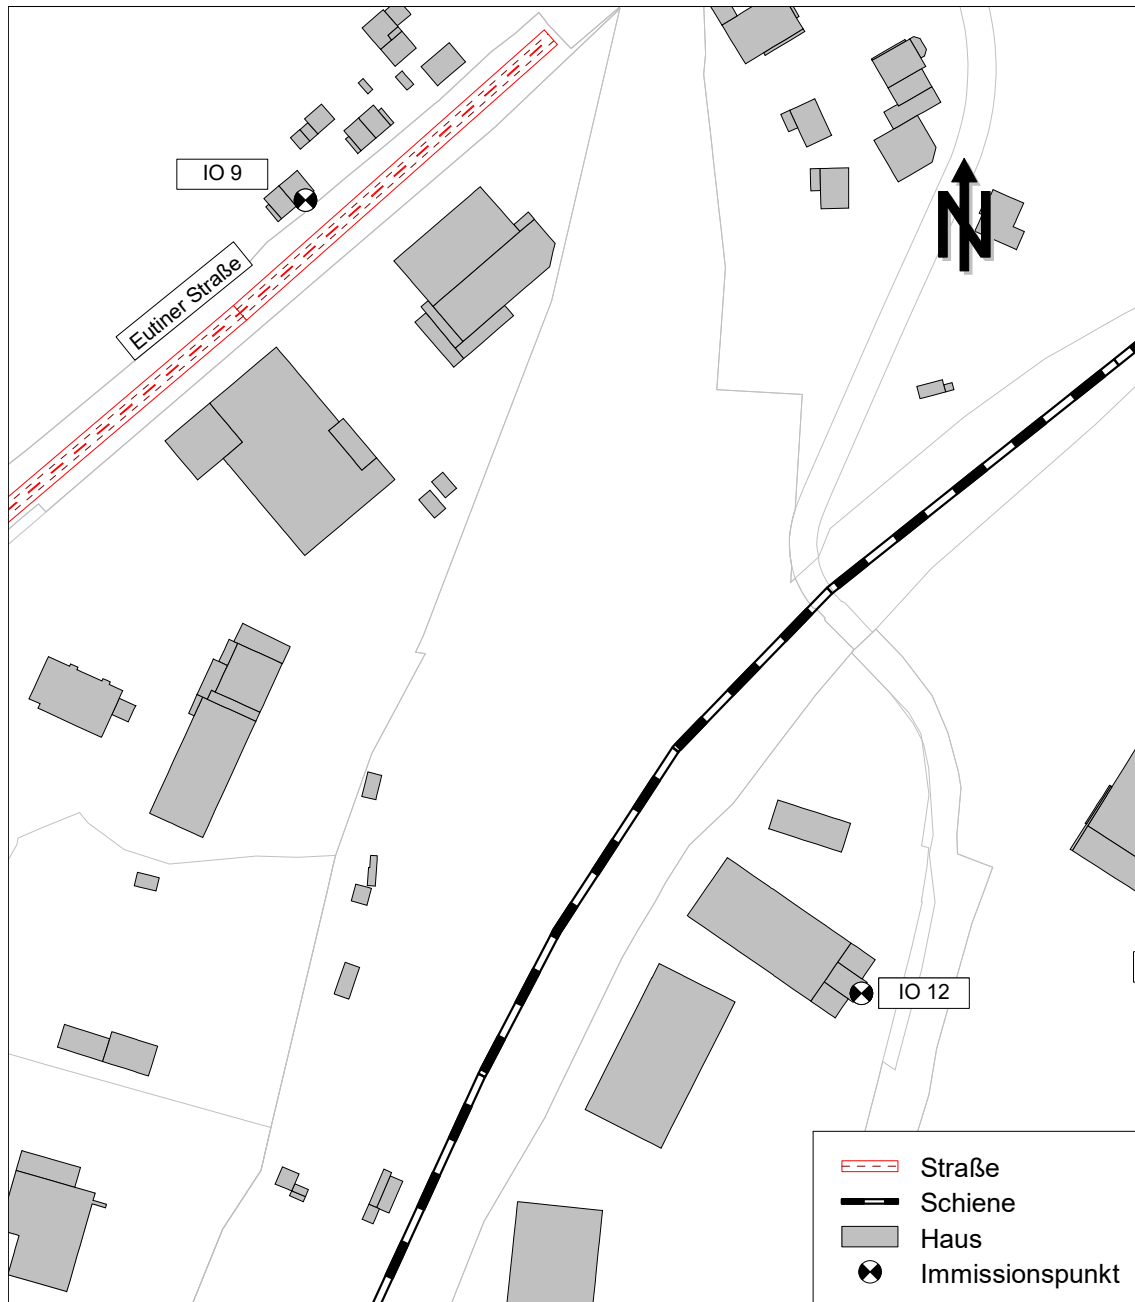 IO 9
Eutiner Straße
N
IO 12
Straße
Schiene
Haus
Immissionspunkt